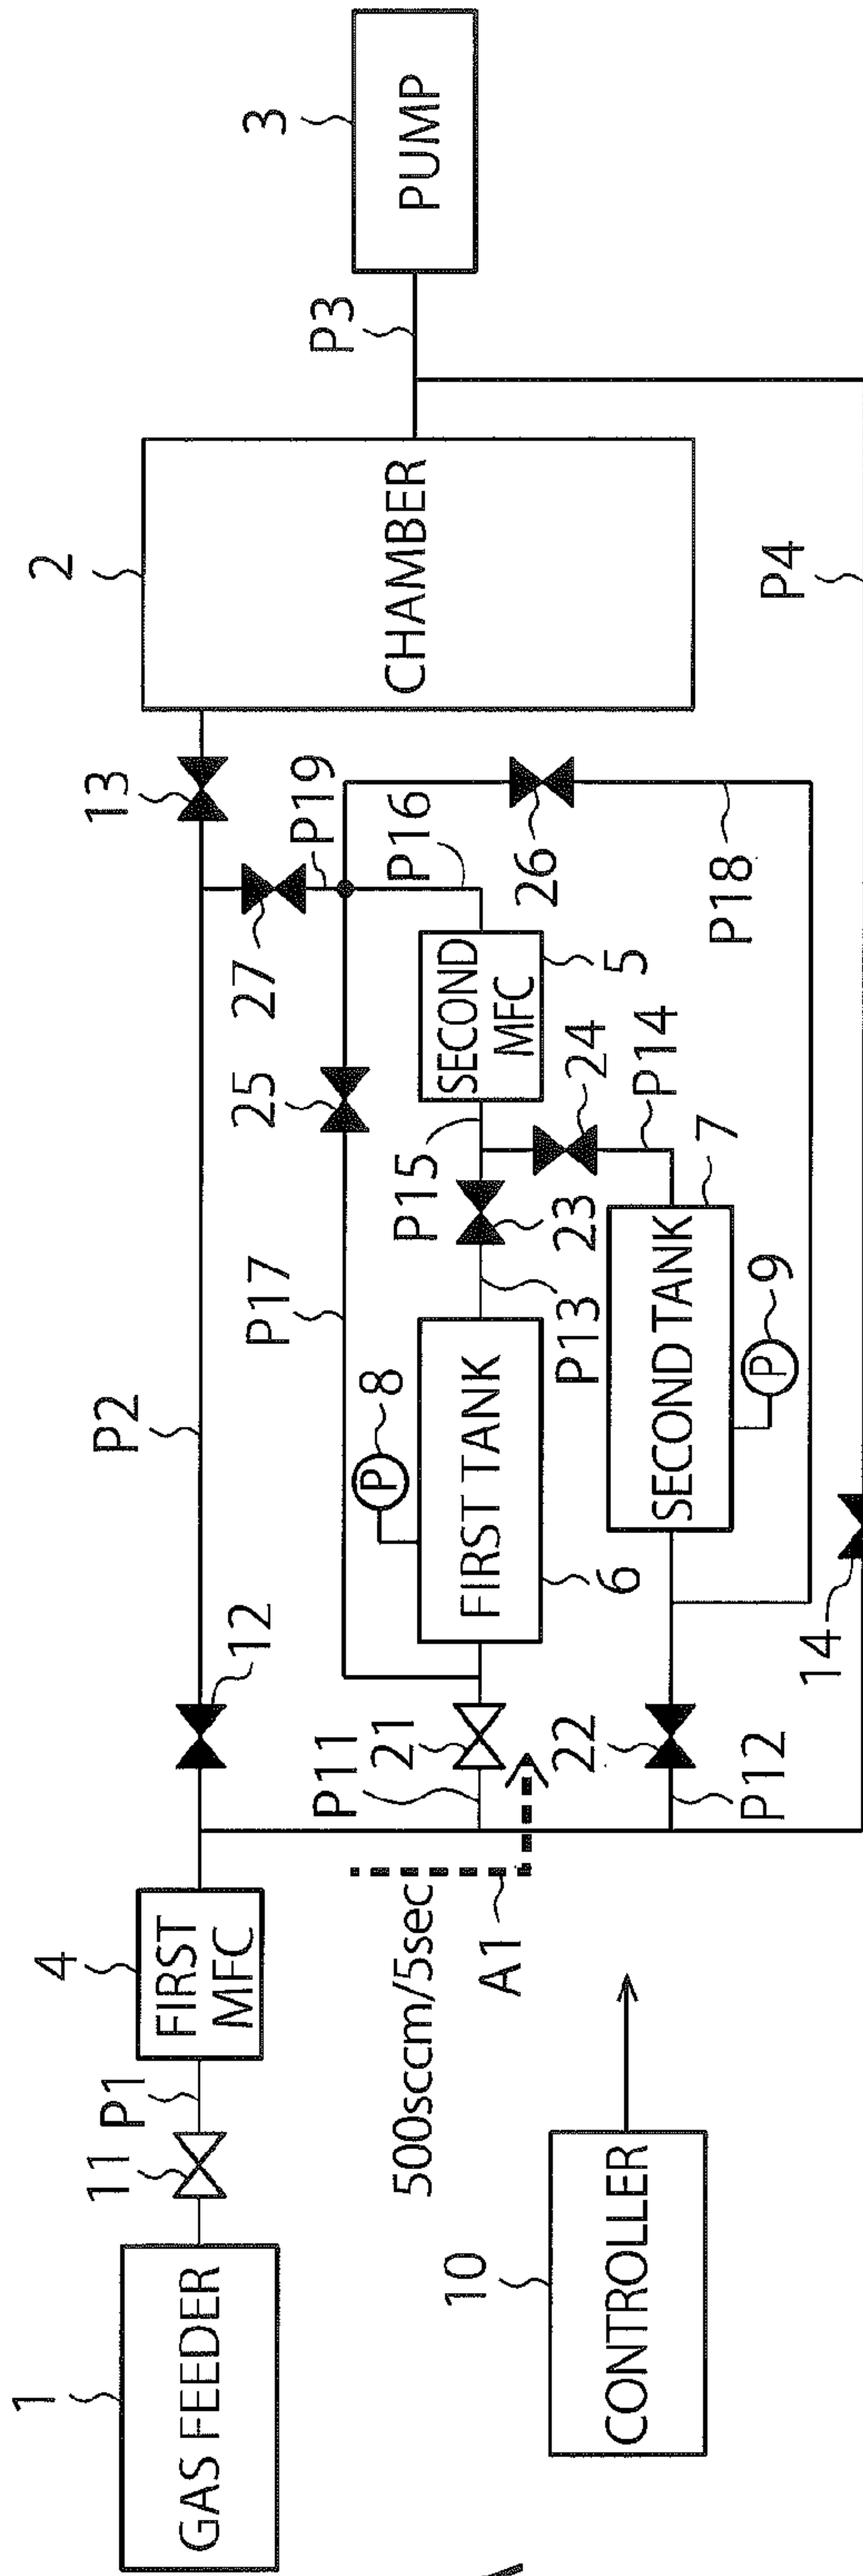 1
GAS FEEDER
11
P1
4
FIRST
MFC
12
P2
13
2
CHAMBER
P3
3
PUMP
P4
27
P19
25
P17
P16
26
P18
SECOND
MFC
5
P15
24
P14
23
P13
8
P
FIRST TANK
6
P11
21
SECOND TANK
7
P
9
22
P12
14
500sccm/5sec
A1
10
CONTROLLER